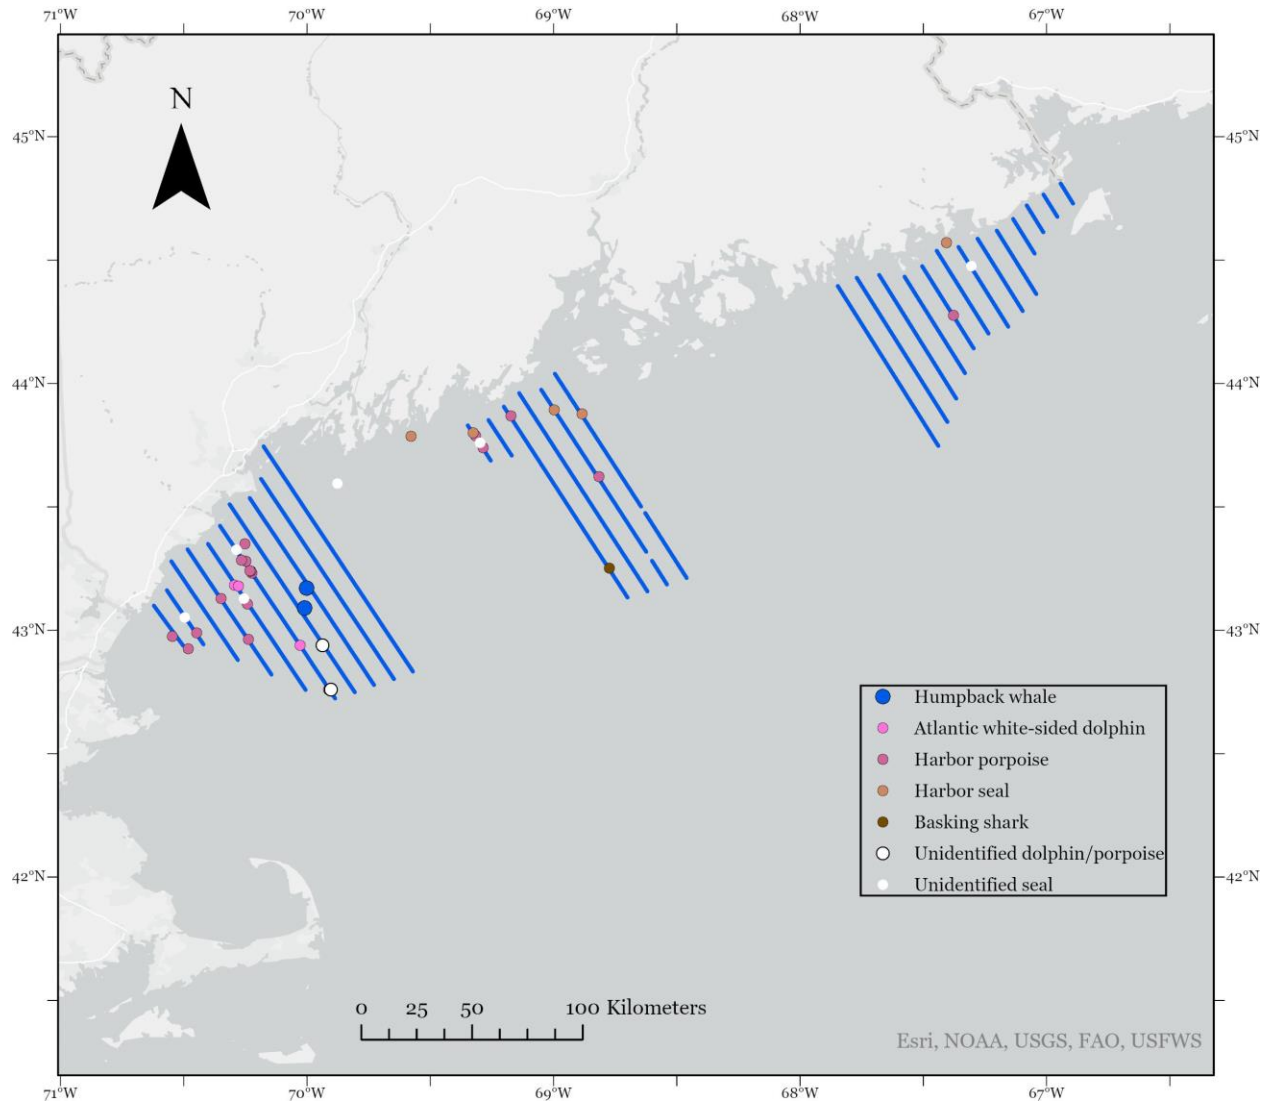 71°W 70°W 69°W 68°W 67°W
N
45°N 45°N
44°N 44°N
43°N 43°N
Humpback whale
Atlantic white-sided dolphin
Harbor porpoise
Harbor seal
Basking shark
Unidentified dolphin/porpoise
Unidentified seal
42°N 42°N
0 25 50 100 Kilometers
Esri, NOAA, USGS, FAO, USFWS
71°W 70°W 69°W 68°W 67°W